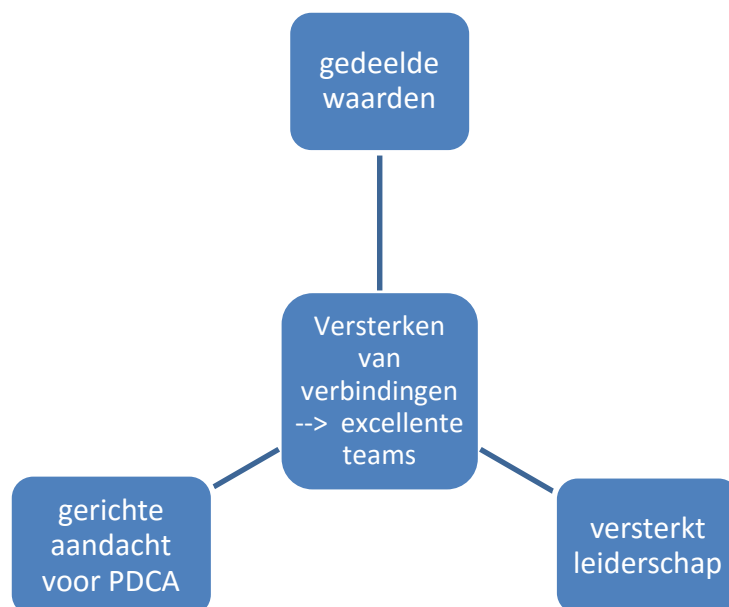 gedeelde
waarden
Versterken
van
verbindingen
--> excellente
teams
gerichte
aandacht
voor PDCA
versterkt
leiderschap